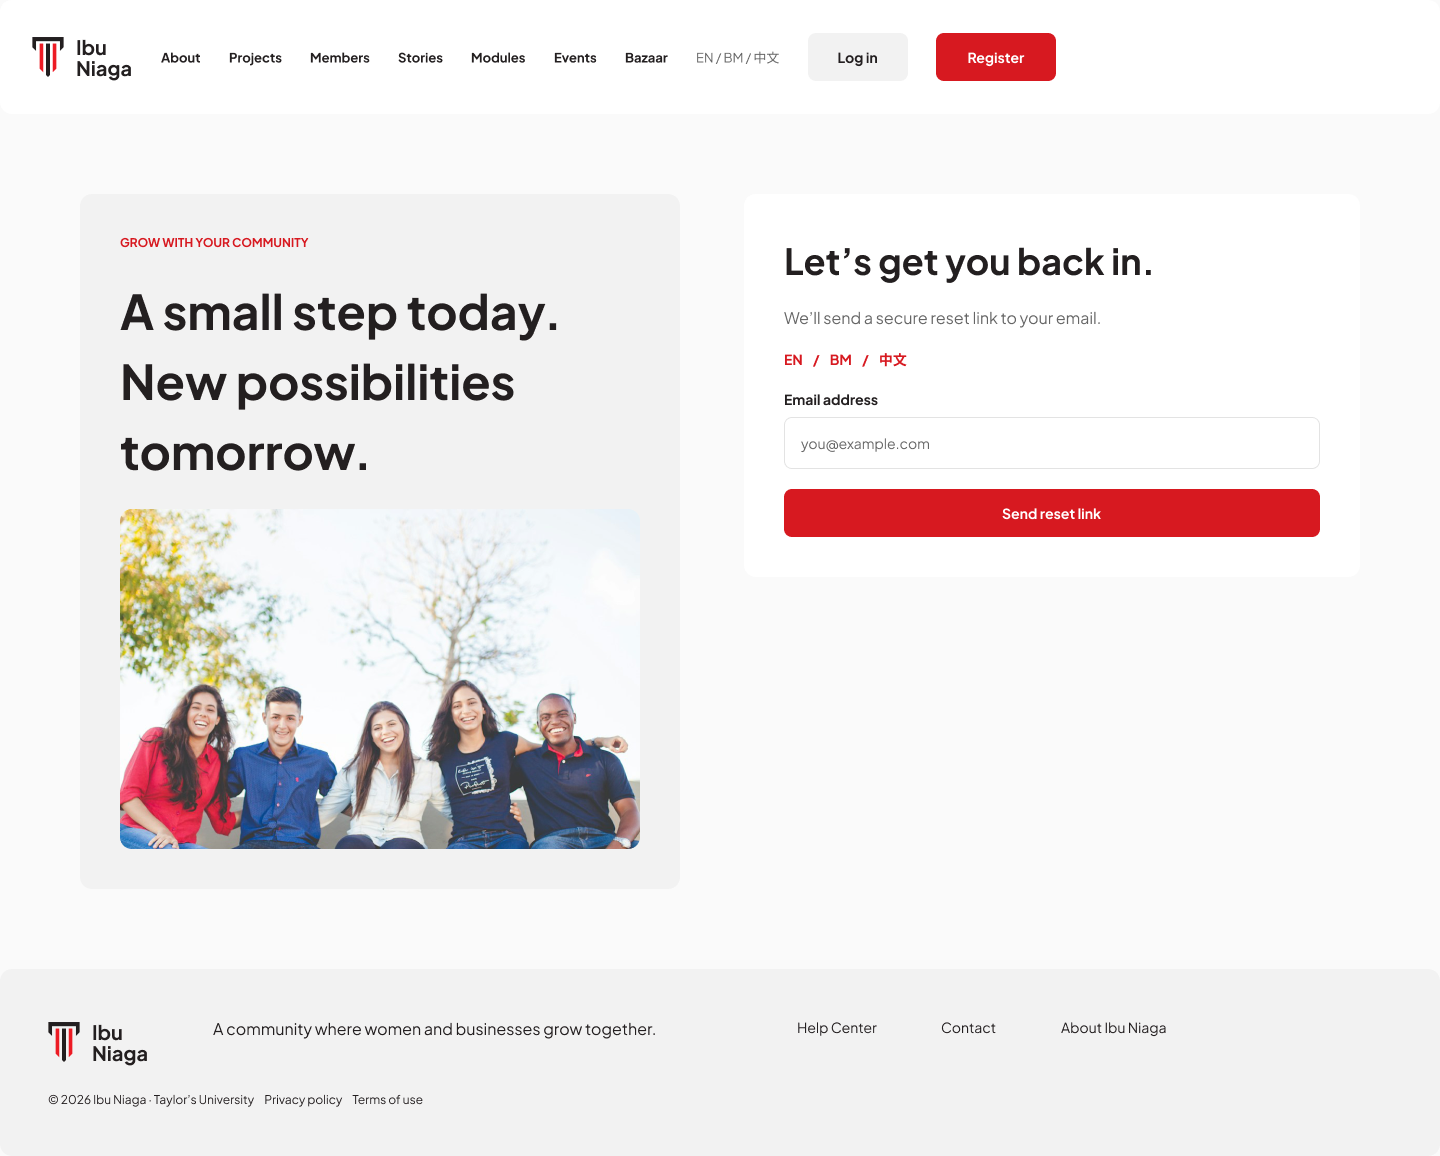 Ibu
Niaga
About
Projects
Members
Stories
Modules
Events
Bazaar
EN / BM / 中文
Log in
Register
GROW WITH YOUR COMMUNITY
A small step today.
New possibilities
tomorrow.
Let’s get you back in.
We’ll send a secure reset link to your email.
EN / BM / 中文
Email address
you@example.com
Send reset link
Ibu
Niaga
A community where women and businesses grow together.
Help Center
Contact
About Ibu Niaga
© 2026 Ibu Niaga · Taylor’s University
Privacy policy
Terms of use